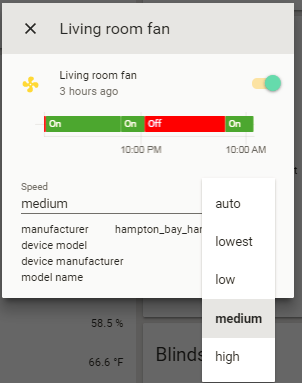 Living room fan
Living room fan
3 hours ago
On On Off On
10:00 PM 10:00 AM
Speed
medium
manufacturer hampton_bay_har
device model
device manufacturer
model name
auto
lowest
low
medium
high
58.5 %
66.6 °F
Blinds